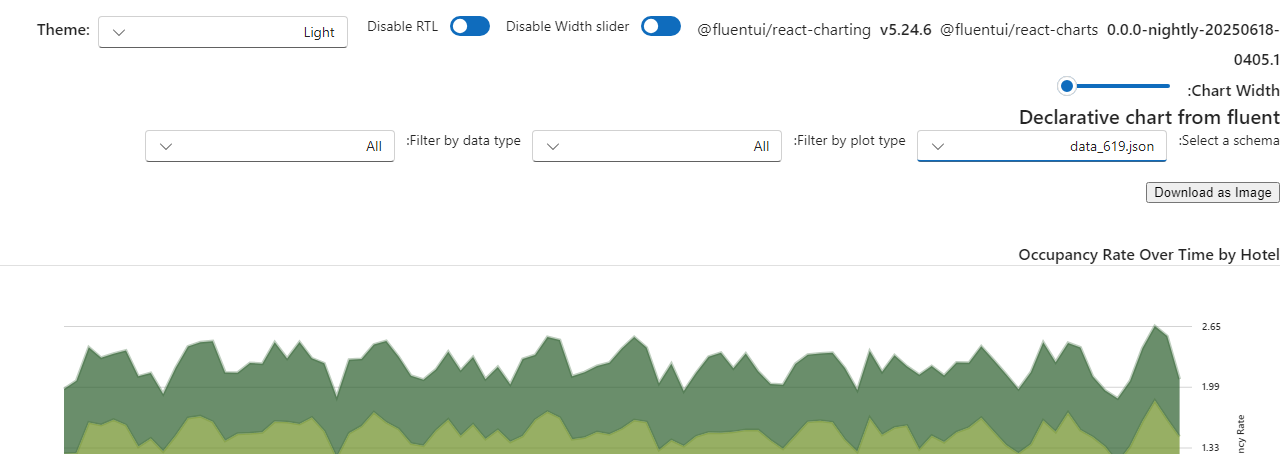 Theme: Light Disable RTL Disable Width slider @fluentui/react-charting v5.24.6 @fluentui/react-charts 0.0.0-nightly-20250618-
0405.1
:Chart Width
Declarative chart from fluent
:Select a schema data_619.json :Filter by plot type All :Filter by data type All
Download as Image
Occupancy Rate Over Time by Hotel
2.65
1.99
1.33
Rate